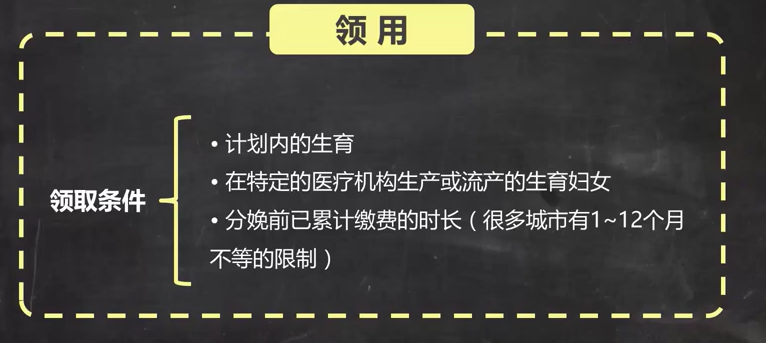 领用
领取条件
• 计划内的生育
• 在特定的医疗机构生产或流产的生育妇女
• 分娩前已累计缴费的时长（很多城市有1~12个月
不等的限制）